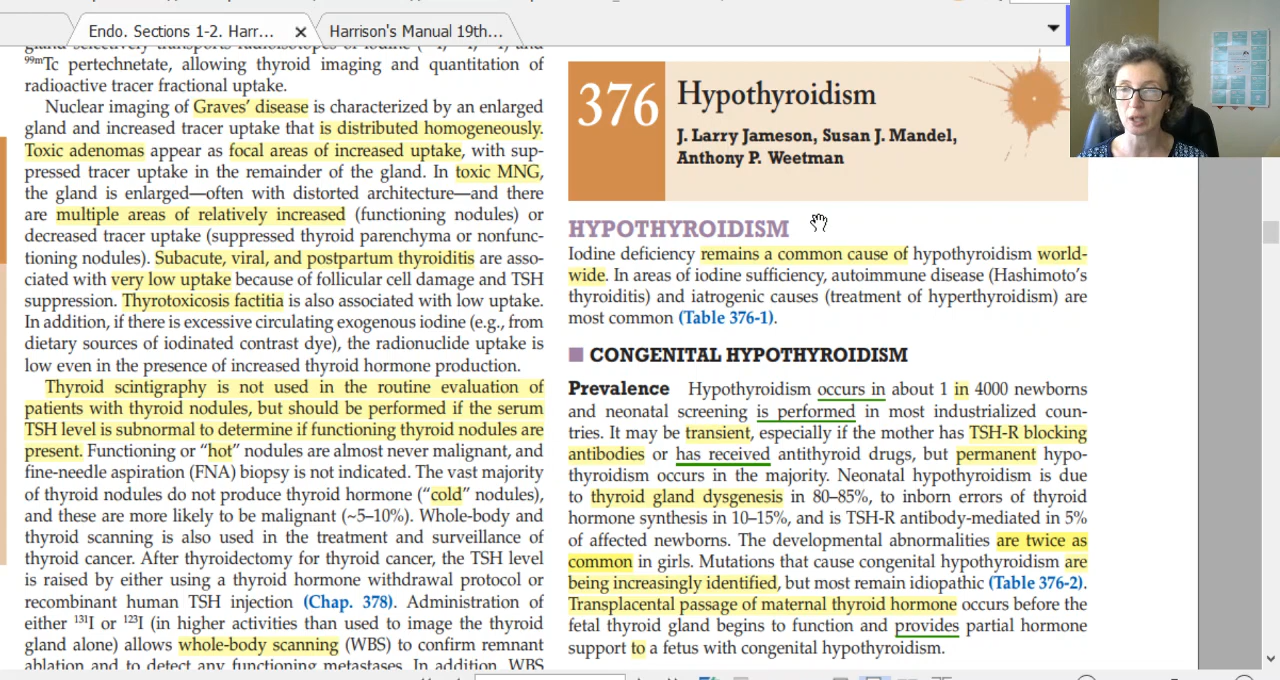 Endo. Sections 1-2. Harr...
Harrison's Manual 19th...
gland selectively transports radioisotopes of iodine
⁹⁹ᵐTc pertechnetate, allowing thyroid imaging and quantitation of
radioactive tracer fractional uptake.
Nuclear imaging of Graves' disease is characterized by an enlarged
gland and increased tracer uptake that is distributed homogeneously.
Toxic adenomas appear as focal areas of increased uptake, with sup-
pressed tracer uptake in the remainder of the gland. In toxic MNG,
the gland is enlarged—often with distorted architecture—and there
are multiple areas of relatively increased (functioning nodules) or
decreased tracer uptake (suppressed thyroid parenchyma or nonfunc-
tioning nodules). Subacute, viral, and postpartum thyroiditis are asso-
ciated with very low uptake because of follicular cell damage and TSH
suppression. Thyrotoxicosis factitia is also associated with low uptake.
In addition, if there is excessive circulating exogenous iodine (e.g., from
dietary sources of iodinated contrast dye), the radionuclide uptake is
low even in the presence of increased thyroid hormone production.
Thyroid scintigraphy is not used in the routine evaluation of
patients with thyroid nodules, but should be performed if the serum
TSH level is subnormal to determine if functioning thyroid nodules are
present. Functioning or “hot” nodules are almost never malignant, and
fine-needle aspiration (FNA) biopsy is not indicated. The vast majority
of thyroid nodules do not produce thyroid hormone (“cold” nodules),
and these are more likely to be malignant (~5–10%). Whole-body and
thyroid scanning is also used in the treatment and surveillance of
thyroid cancer. After thyroidectomy for thyroid cancer, the TSH level
is raised by either using a thyroid hormone withdrawal protocol or
recombinant human TSH injection (Chap. 378). Administration of
either ¹³¹I or ¹²³I (in higher activities than used to image the thyroid
gland alone) allows whole-body scanning (WBS) to confirm remnant
ablation and to detect any functioning metastases. In addition, WBS
376
Hypothyroidism
J. Larry Jameson, Susan J. Mandel,
Anthony P. Weetman
HYPOTHYROIDISM
Iodine deficiency remains a common cause of hypothyroidism world-
wide. In areas of iodine sufficiency, autoimmune disease (Hashimoto's
thyroiditis) and iatrogenic causes (treatment of hyperthyroidism) are
most common (Table 376-1).
■ CONGENITAL HYPOTHYROIDISM
Prevalence Hypothyroidism occurs in about 1 in 4000 newborns
and neonatal screening is performed in most industrialized coun-
tries. It may be transient, especially if the mother has TSH-R blocking
antibodies or has received antithyroid drugs, but permanent hypo-
thyroidism occurs in the majority. Neonatal hypothyroidism is due
to thyroid gland dysgenesis in 80–85%, to inborn errors of thyroid
hormone synthesis in 10–15%, and is TSH-R antibody-mediated in 5%
of affected newborns. The developmental abnormalities are twice as
common in girls. Mutations that cause congenital hypothyroidism are
being increasingly identified, but most remain idiopathic (Table 376-2).
Transplacental passage of maternal thyroid hormone occurs before the
fetal thyroid gland begins to function and provides partial hormone
support to a fetus with congenital hypothyroidism.